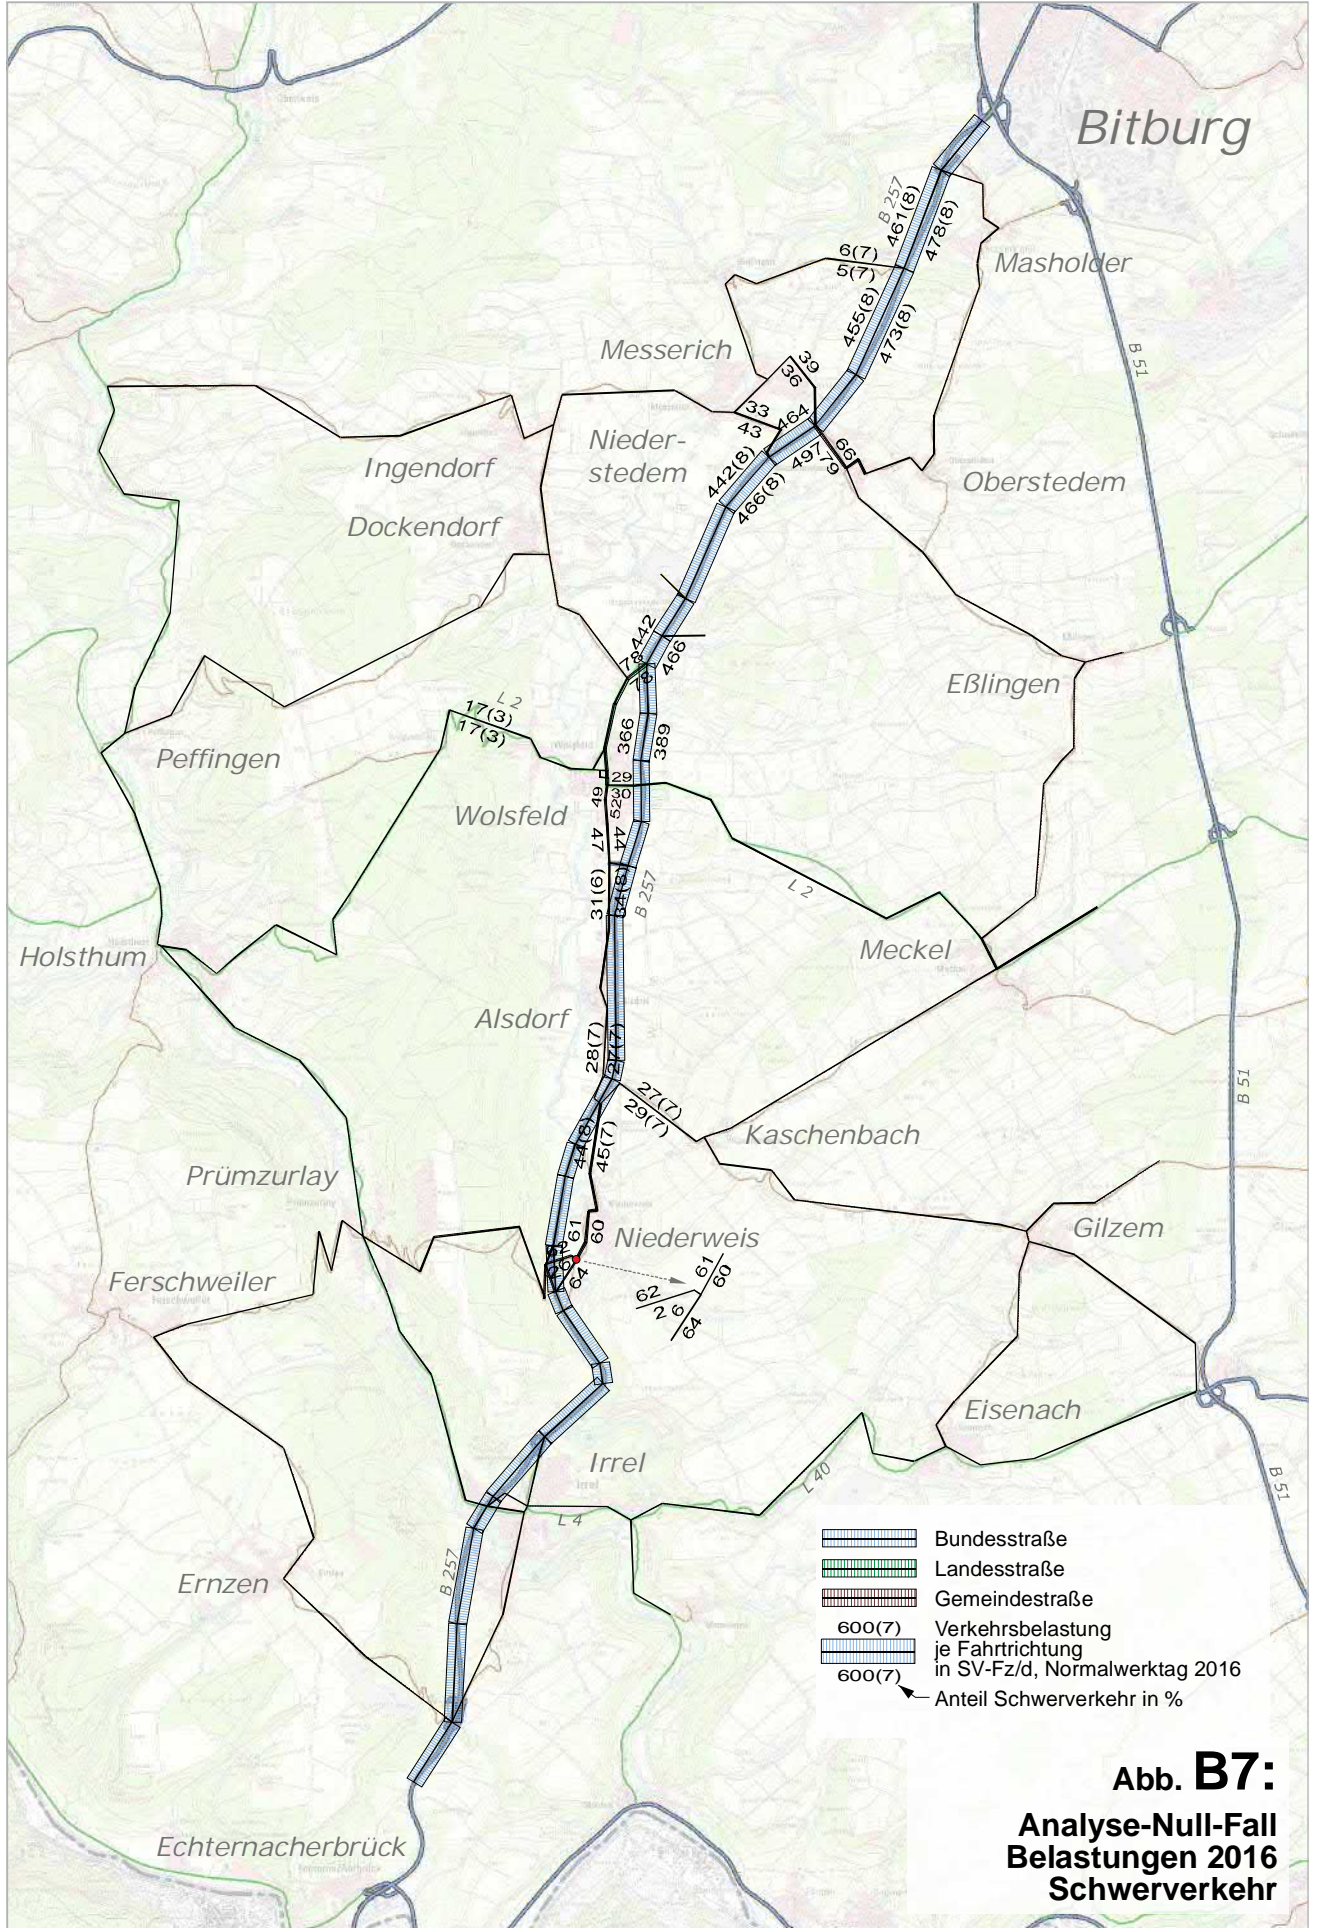 Bitburg
B 257
461(8)
478(8)
Masholder
6(7)
5(7)
455(8)
473(8)
B 51
Messerich
39
36
33
43
464
497
79
66
Nieder-
stedem
442(8)
466(8)
Ingendorf
Oberstedem
Dockendorf
442
466
78
78
Eßlingen
L 2
17(3)
17(3)
366
389
Peffingen
29
30
49
52
Wolsfeld
47
44
31(6)
34(8)
B 257
L 2
Meckel
Holsthum
Alsdorf
28(7)
27(7)
27(7)
29(7)
B 51
Kaschenbach
44(8)
45(7)
Prümzurlay
61
60
Niederweis
Gilzem
64
61
60
62
2 6
64
Ferschweiler
Eisenach
Irrel
L 40
B 51
L 4
B 257
Ernzen
Bundesstraße
Landesstraße
Gemeindestraße
600(7)
Verkehrsbelastung
je Fahrtrichtung
in SV-Fz/d, Normalwerktag 2016
600(7)
Anteil Schwerverkehr in %
Abb. B7:
Analyse-Null-Fall
Belastungen 2016
Schwerverkehr
Echternacherbrück